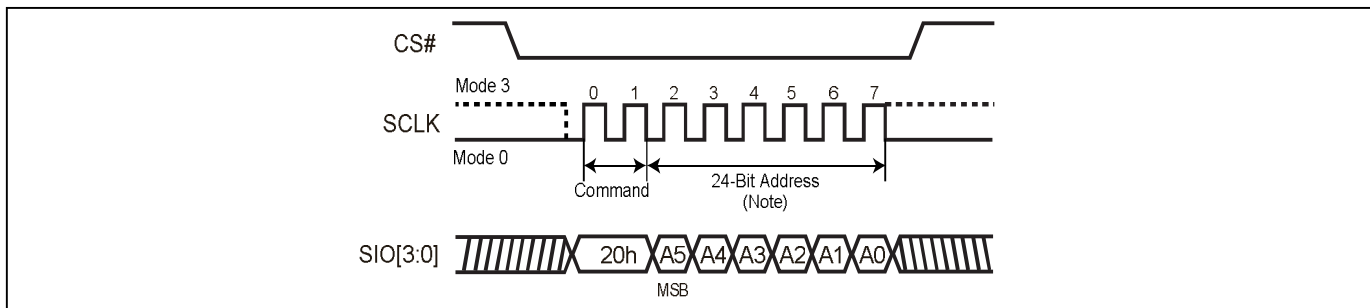 CS#
Mode 3
0 1 2 3 4 5 6 7
SCLK
Mode 0
Command
24-Bit Address
(Note)
SIO[3:0]
20h A5 A4 A3 A2 A1 A0
MSB